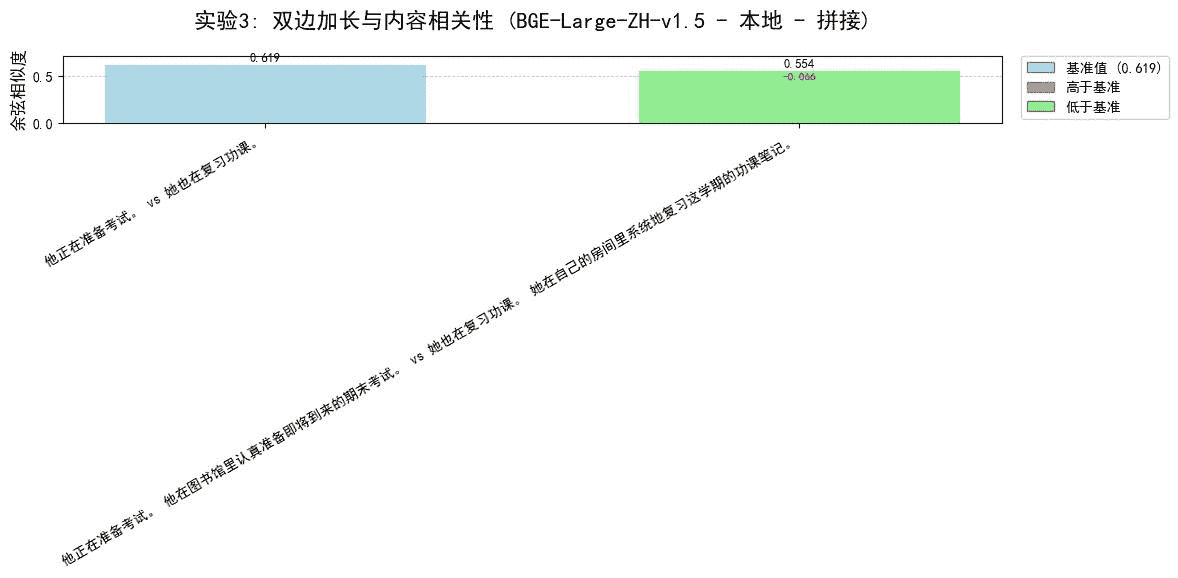 实验3: 双边加长与内容相关性 (BGE-Large-ZH-v1.5 - 本地 - 拼接)
余弦相似度
0.5
0.0
0.619
0.554
-0.066
基准值 (0.619)
高于基准
低于基准
他正在准备考试。 vs 她也在复习功课。
他正在准备考试。 他在图书馆里认真准备即将到来的期末考试。 vs 她也在复习功课。 她在自己的房间里系统地复习这学期的功课笔记。